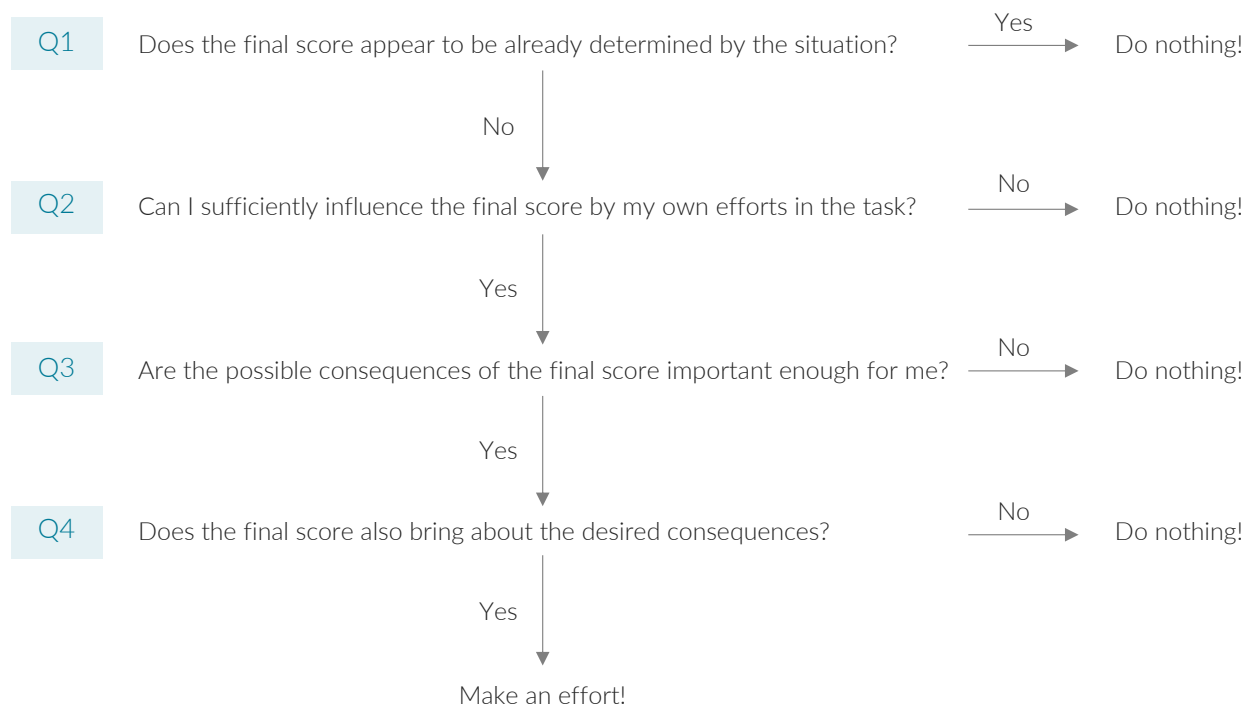 Yes
Q1 Does the final score appear to be already determined by the situation? Do nothing!
No
No
Q2 Can I sufficiently influence the final score by my own efforts in the task? Do nothing!
Yes
No
Q3 Are the possible consequences of the final score important enough for me? Do nothing!
Yes
No
Q4 Does the final score also bring about the desired consequences? Do nothing!
Yes
Make an effort!